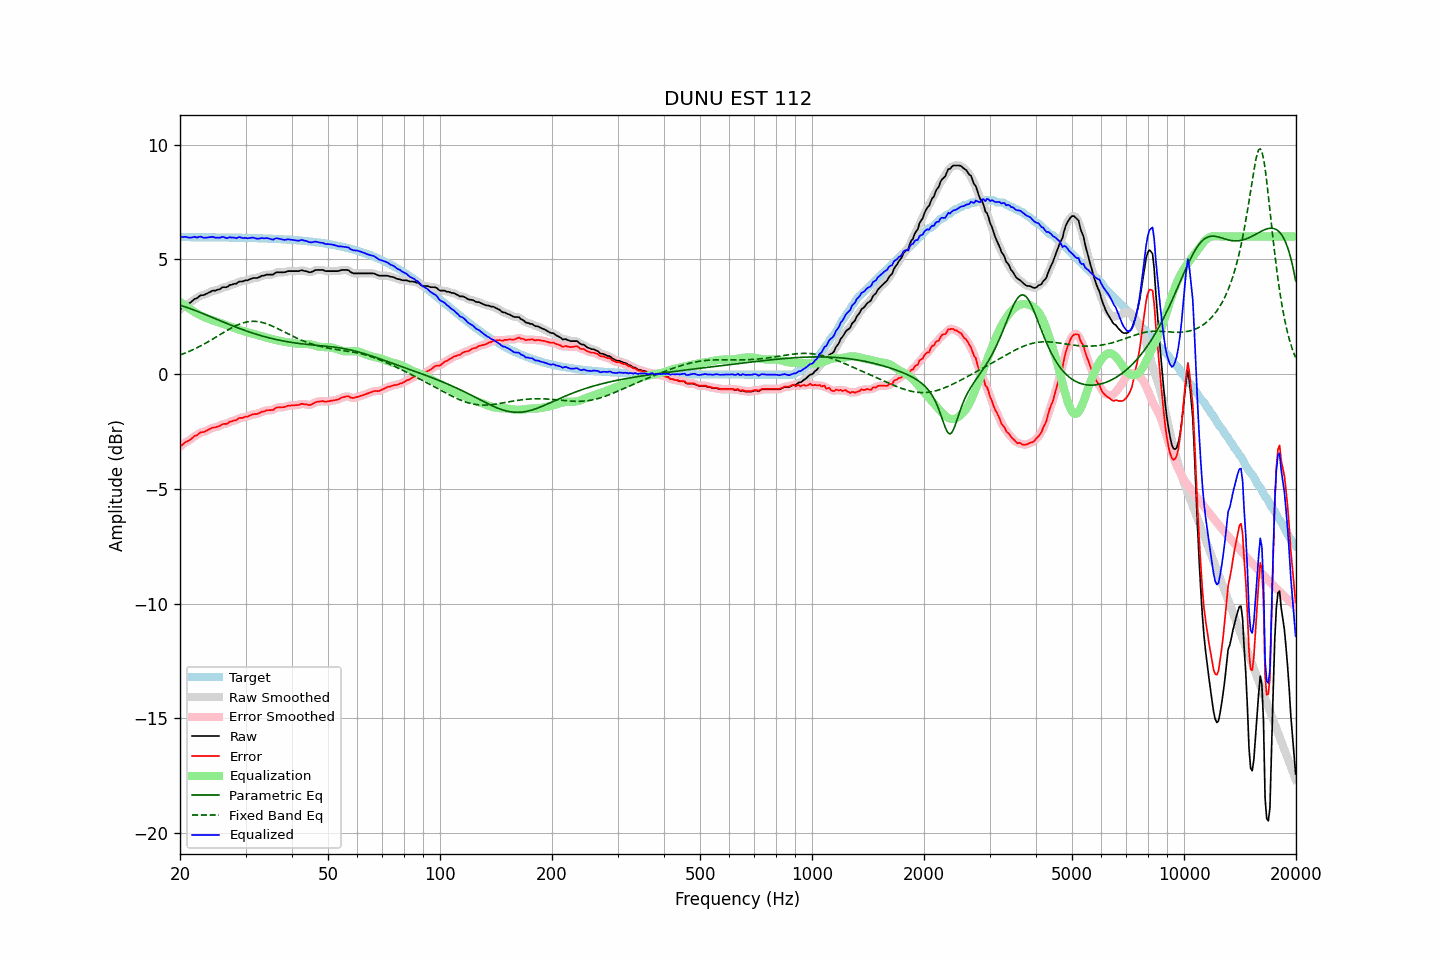 DUNU EST 112
Amplitude (dBr)
10
5
0
−5
−10
−15
−20
Target
Raw Smoothed
Error Smoothed
Raw
Error
Equalization
Parametric Eq
Fixed Band Eq
Equalized
20 50 100 200 500 1000 2000 5000 10000 20000
Frequency (Hz)